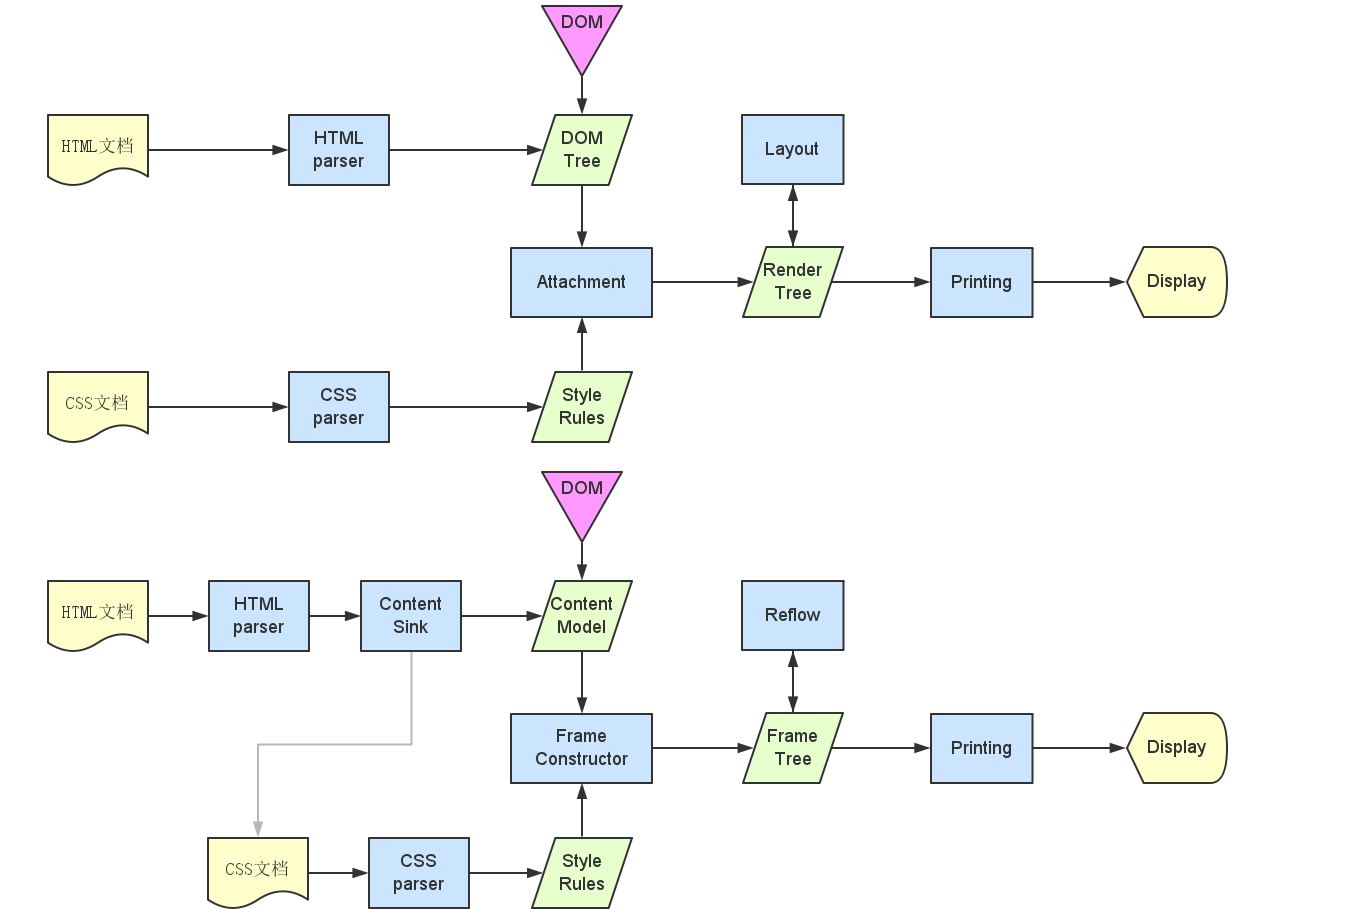 DOM
HTML文档
HTML
parser
DOM
Tree
Layout
Attachment
Render
Tree
Printing
Display
CSS文档
CSS
parser
Style
Rules
DOM
HTML文档
HTML
parser
Content
Sink
Content
Model
Reflow
Frame
Constructor
Frame
Tree
Printing
Display
CSS文档
CSS
parser
Style
Rules